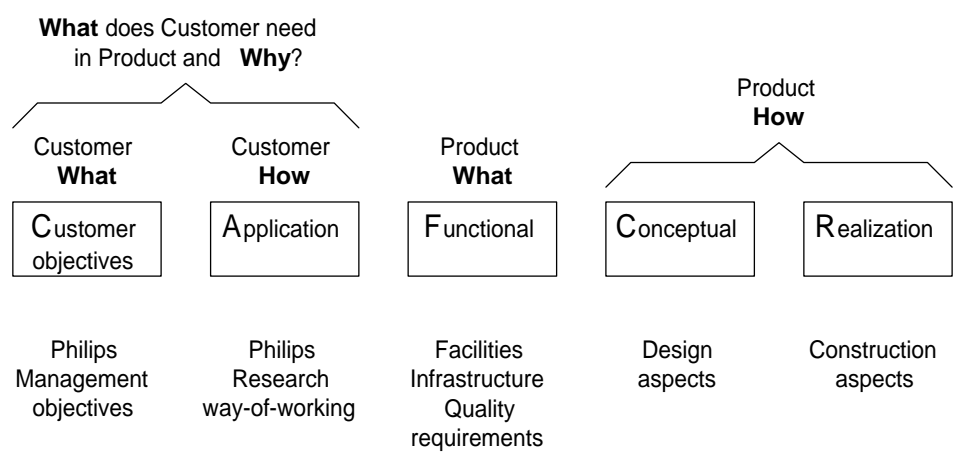 What does Customer need
in Product and Why?
Product
How
Customer
What
Customer
How
Product
What
Customer
objectives
Application
Functional
Conceptual
Realization
Philips
Management
objectives
Philips
Research
way-of-working
Facilities
Infrastructure
Quality
requirements
Design
aspects
Construction
aspects